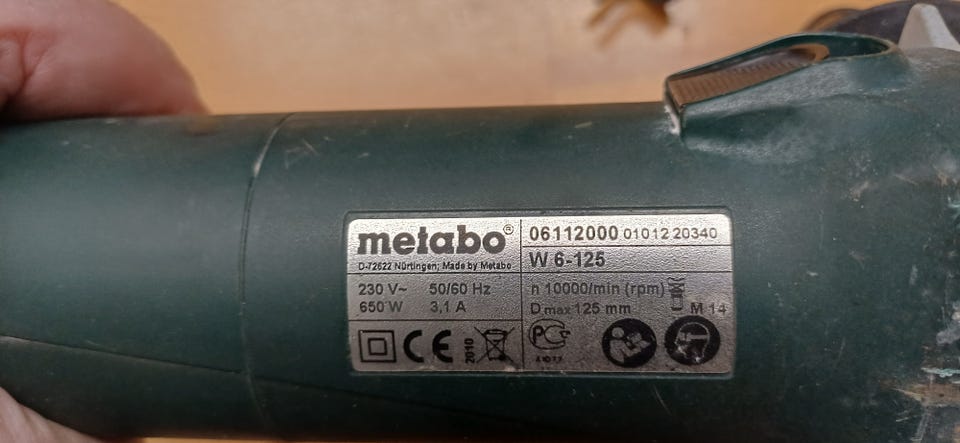 metabo®
D-72622 Nürtingen; Made by Metabo
06112000 01012 20340
W 6-125
230 V~ 50/60 Hz
650 W 3,1 A
n 10000/min (rpm)
D max 125 mm M 14
CE 2010